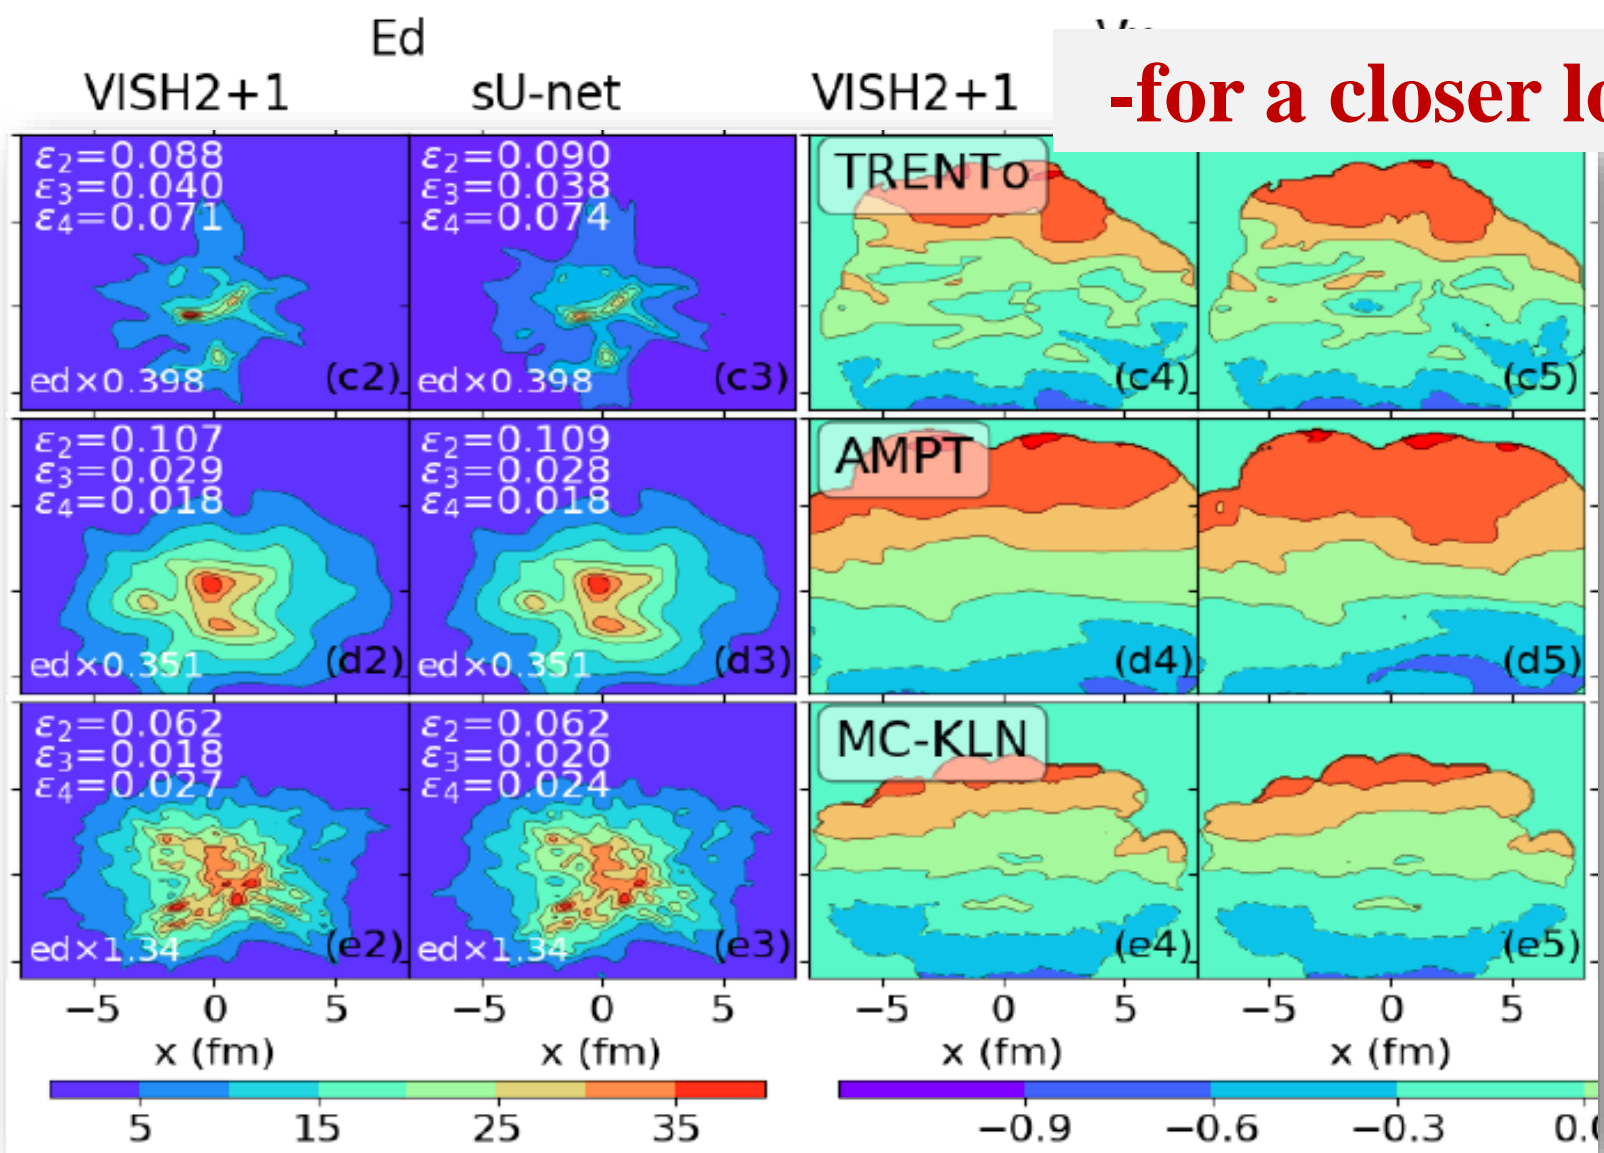 Ed
VISH2+1 sU-net VISH2+1
-for a closer
ε2=0.088
ε3=0.040
ε4=0.071
ed×0.398
(c2)
ε2=0.090
ε3=0.038
ε4=0.074
ed×0.398
(c3)
TRENTo
(c4)
(c5)
ε2=0.107
ε3=0.029
ε4=0.018
ed×0.351
(d2)
ε2=0.109
ε3=0.028
ε4=0.018
ed×0.351
(d3)
AMPT
(d4)
(d5)
ε2=0.062
ε3=0.018
ε4=0.027
ed×1.34
(e2)
ε2=0.062
ε3=0.020
ε4=0.024
ed×1.34
(e3)
MC-KLN
(e4)
(e5)
−5 0 5 −5 0 5 −5 0 5 −5 0 5
x (fm) x (fm) x (fm) x (fm)
5 15 25 35 −0.9 −0.6 −0.3